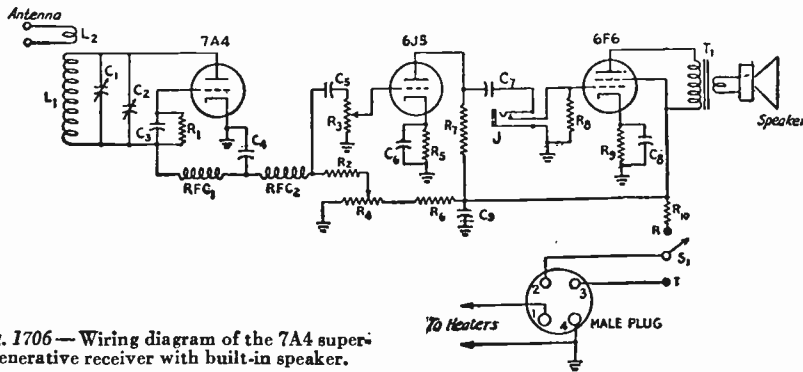 Antenna
L2
7A4
6J5
6F6
T1
L1
C1
C2
C3
R1
C4
C5
R3
C6
R5
R7
C7
J
R8
R9
C8
Speaker
RFC1
RFC2
R2
R4
R6
C9
R10
R
S1
T
2
3
1
4
MALE PLUG
To Heaters
. 1706 — Wiring diagram of the 7A4 super-
enerative receiver with built-in speaker.